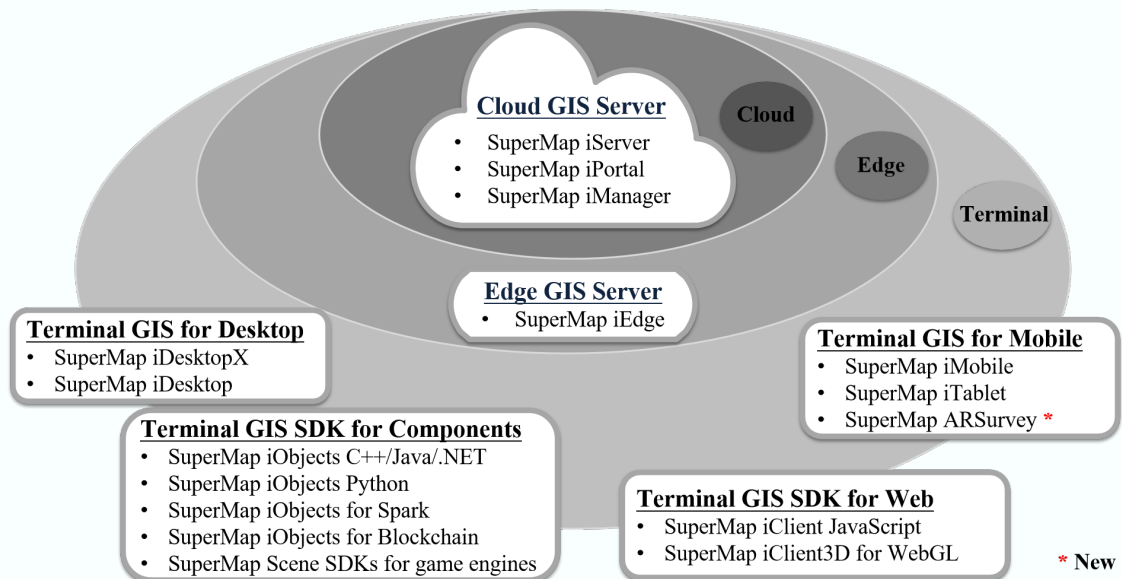 Cloud GIS Server
• SuperMap iServer
• SuperMap iPortal
• SuperMap iManager
Cloud
Edge
Terminal
Edge GIS Server
• SuperMap iEdge
Terminal GIS for Desktop
• SuperMap iDesktopX
• SuperMap iDesktop
Terminal GIS for Mobile
• SuperMap iMobile
• SuperMap iTablet
• SuperMap ARSurvey *
Terminal GIS SDK for Components
• SuperMap iObjects C++/Java/.NET
• SuperMap iObjects Python
• SuperMap iObjects for Spark
• SuperMap iObjects for Blockchain
• SuperMap Scene SDKs for game engines
Terminal GIS SDK for Web
• SuperMap iClient JavaScript
• SuperMap iClient3D for WebGL
* New